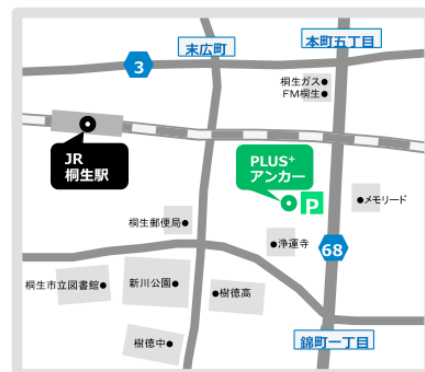 末広町
本町五丁目
3
桐生ガス
FM桐生
JR
桐生駅
PLUS+
アンカー
P
メモリード
桐生郵便局
浄運寺
68
桐生市立図書館
新川公園
樹徳高
樹徳中
錦町一丁目